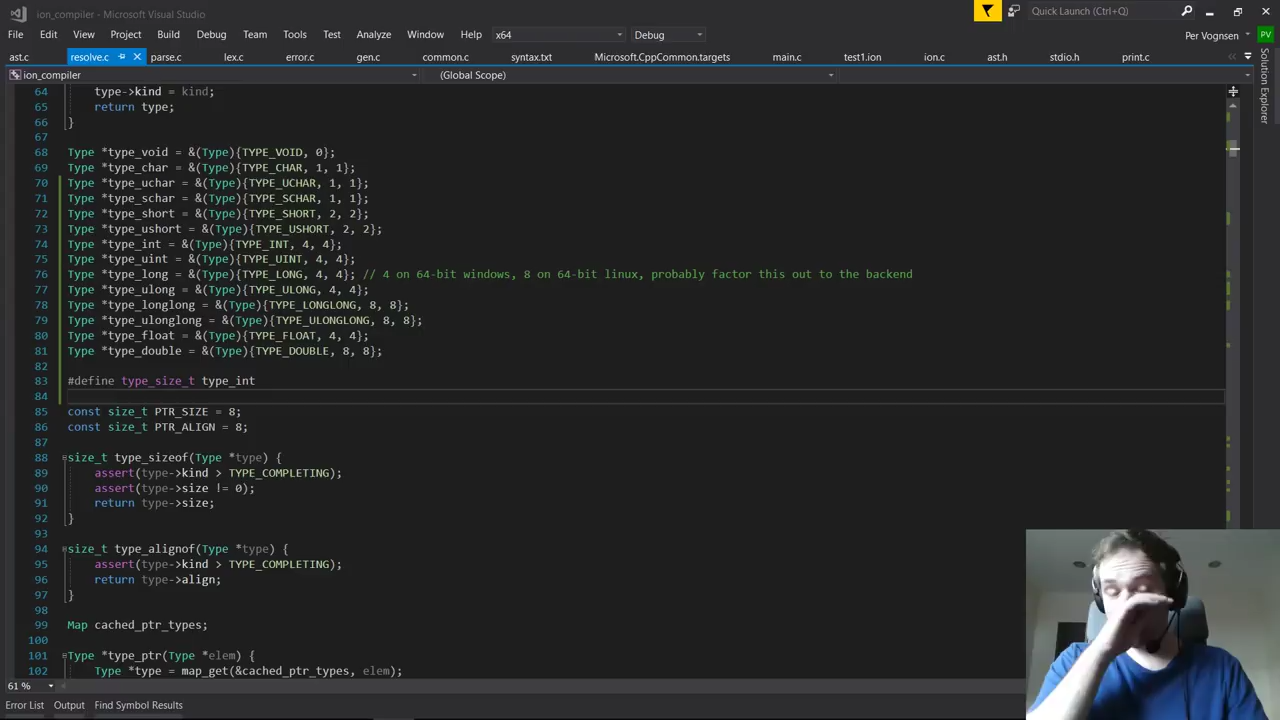 ion_compiler - Microsoft Visual Studio
Quick Launch (Ctrl+Q)
File Edit View Project Build Debug Team Tools Test Analyze Window Help x64 Debug
Per Vognsen PV
ast.c resolve.c parse.c lex.c error.c gen.c common.c syntax.txt Microsoft.CppCommon.targets main.c test1.ion ion.c ast.h stdio.h print.c
Solution Explorer
ion_compiler (Global Scope)
64 type->kind = kind;
65 return type;
66 }
67
68 Type *type_void = &(Type){TYPE_VOID, 0};
69 Type *type_char = &(Type){TYPE_CHAR, 1, 1};
70 Type *type_uchar = &(Type){TYPE_UCHAR, 1, 1};
71 Type *type_schar = &(Type){TYPE_SCHAR, 1, 1};
72 Type *type_short = &(Type){TYPE_SHORT, 2, 2};
73 Type *type_ushort = &(Type){TYPE_USHORT, 2, 2};
74 Type *type_int = &(Type){TYPE_INT, 4, 4};
75 Type *type_uint = &(Type){TYPE_UINT, 4, 4};
76 Type *type_long = &(Type){TYPE_LONG, 4, 4}; // 4 on 64-bit windows, 8 on 64-bit linux, probably factor this out to the backend
77 Type *type_ulong = &(Type){TYPE_ULONG, 4, 4};
78 Type *type_longlong = &(Type){TYPE_LONGLONG, 8, 8};
79 Type *type_ulonglong = &(Type){TYPE_ULONGLONG, 8, 8};
80 Type *type_float = &(Type){TYPE_FLOAT, 4, 4};
81 Type *type_double = &(Type){TYPE_DOUBLE, 8, 8};
82
83 #define type_size_t type_int
84
85 const size_t PTR_SIZE = 8;
86 const size_t PTR_ALIGN = 8;
87
88 size_t type_sizeof(Type *type) {
89 assert(type->kind > TYPE_COMPLETING);
90 assert(type->size != 0);
91 return type->size;
92 }
93
94 size_t type_alignof(Type *type) {
95 assert(type->kind > TYPE_COMPLETING);
96 return type->align;
97 }
98
99 Map cached_ptr_types;
100
101 Type *type_ptr(Type *elem) {
102 Type *type = map_get(&cached_ptr_types, elem);
61 %
Error List Output Find Symbol Results